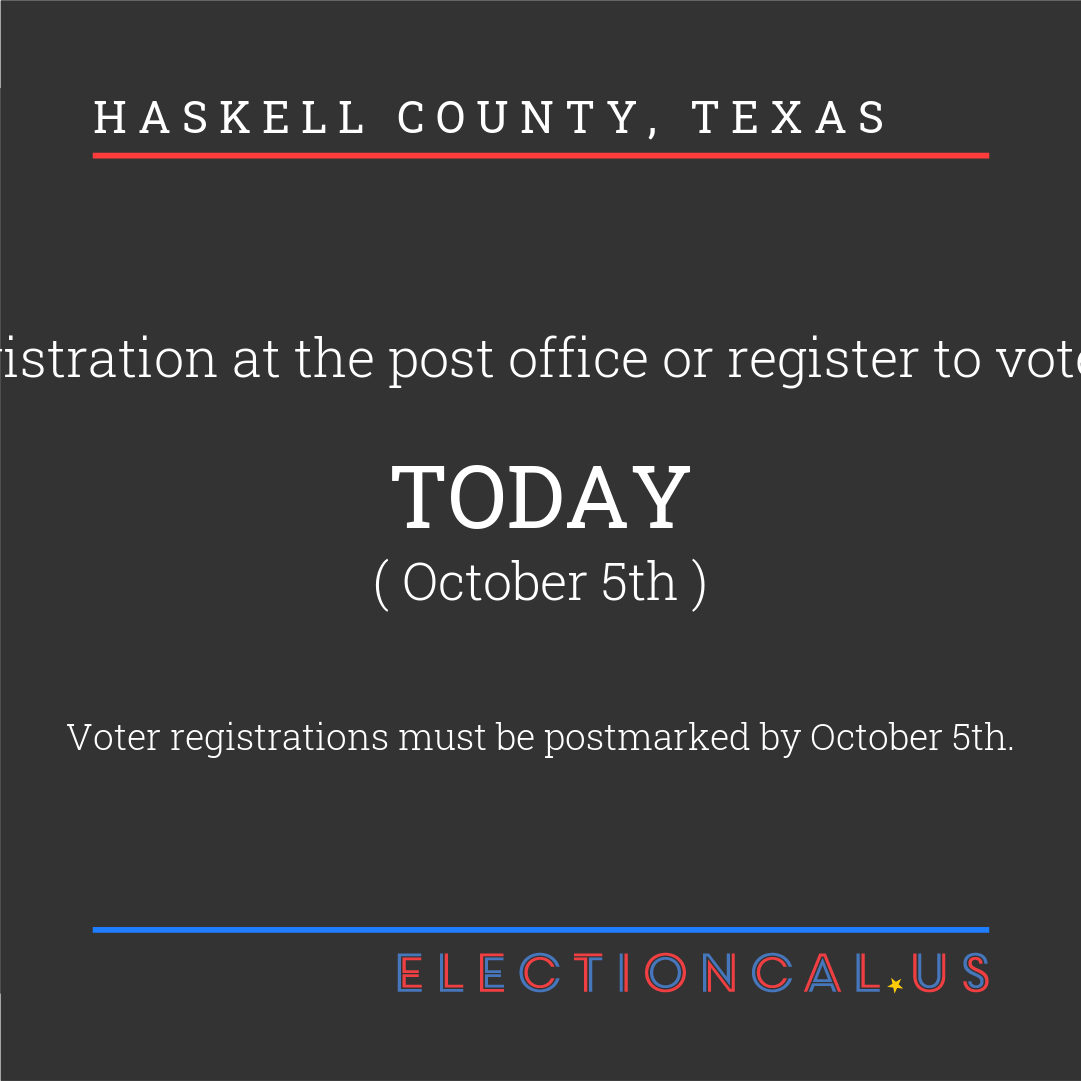 HASKELL COUNTY, TEXAS
istration at the post office or register to vot
TODAY
( October 5th )
Voter registrations must be postmarked by October 5th.
ELECTIONCAL.US